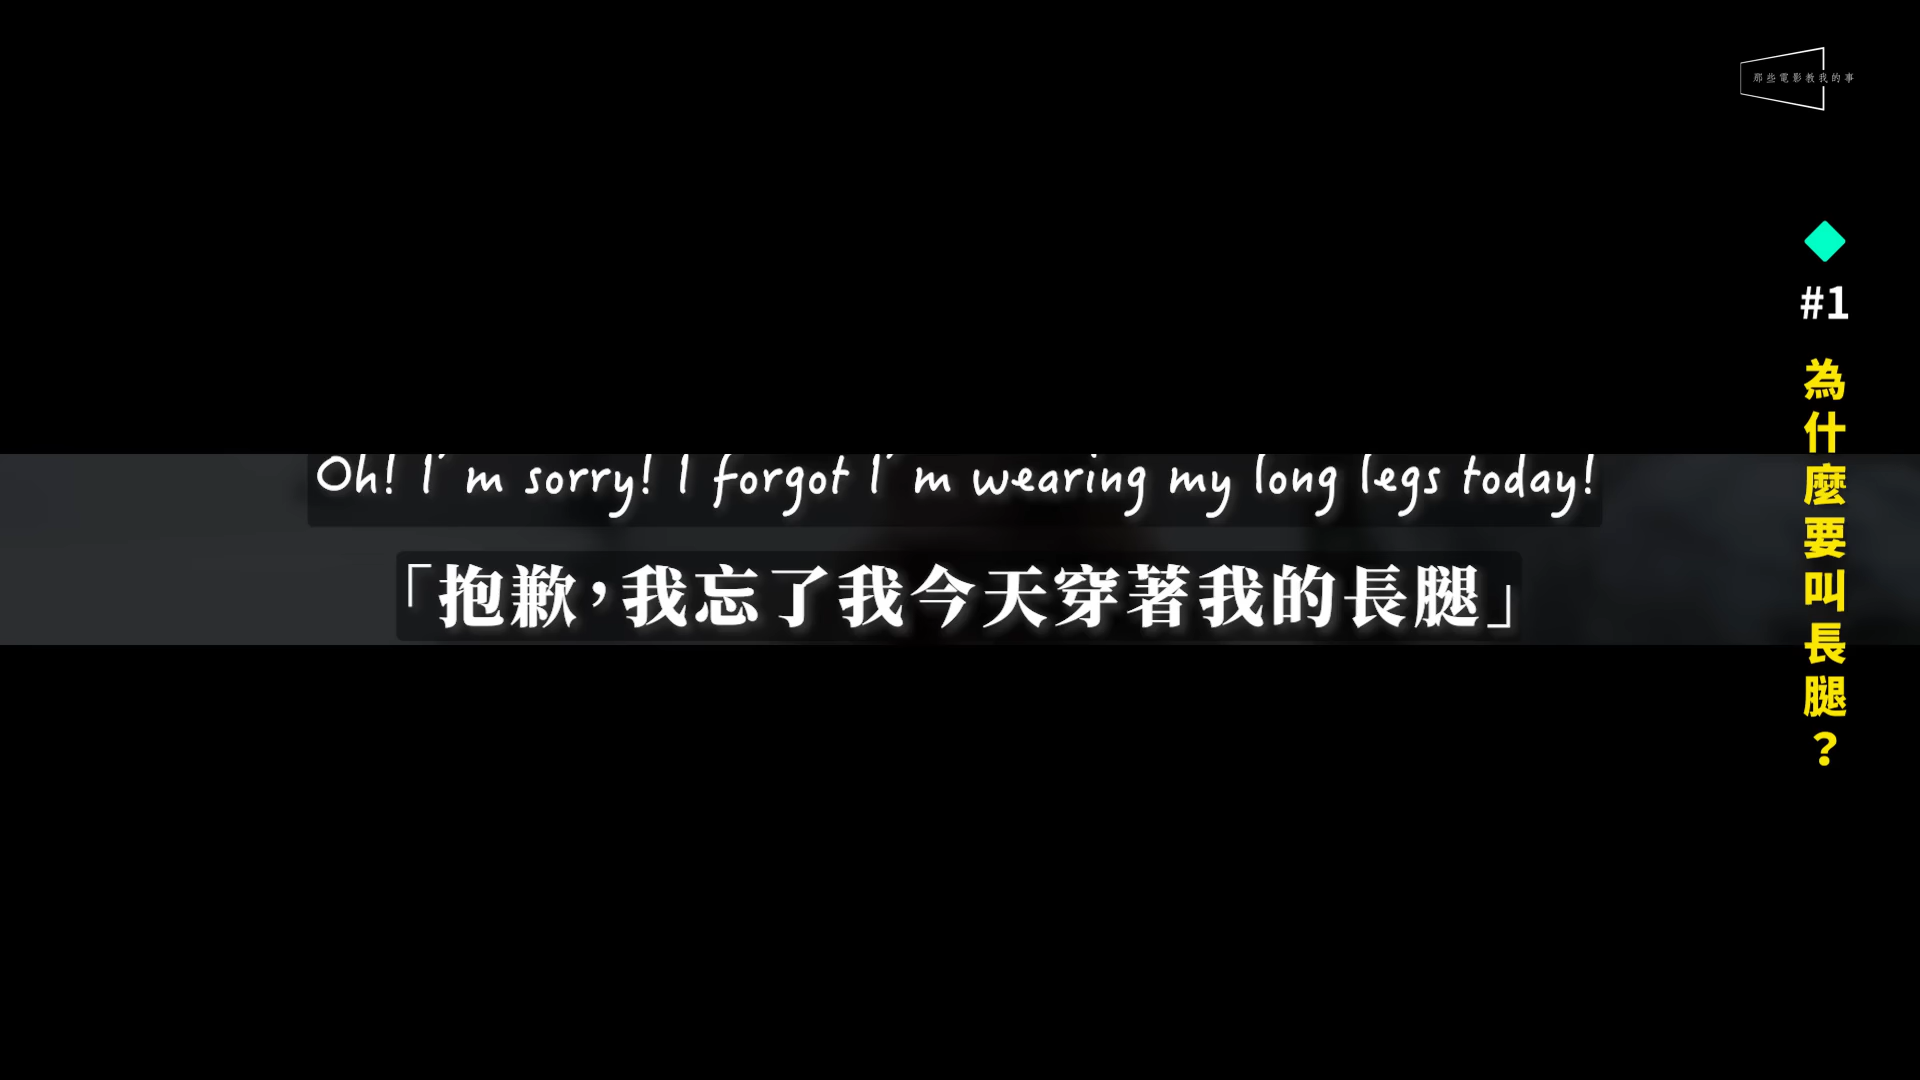 那些電影教我的事
#1
為什麼要叫長腿？
Oh! I'm sorry! I forgot I'm wearing my long legs today!
「抱歉，我忘了我今天穿著我的長腿」